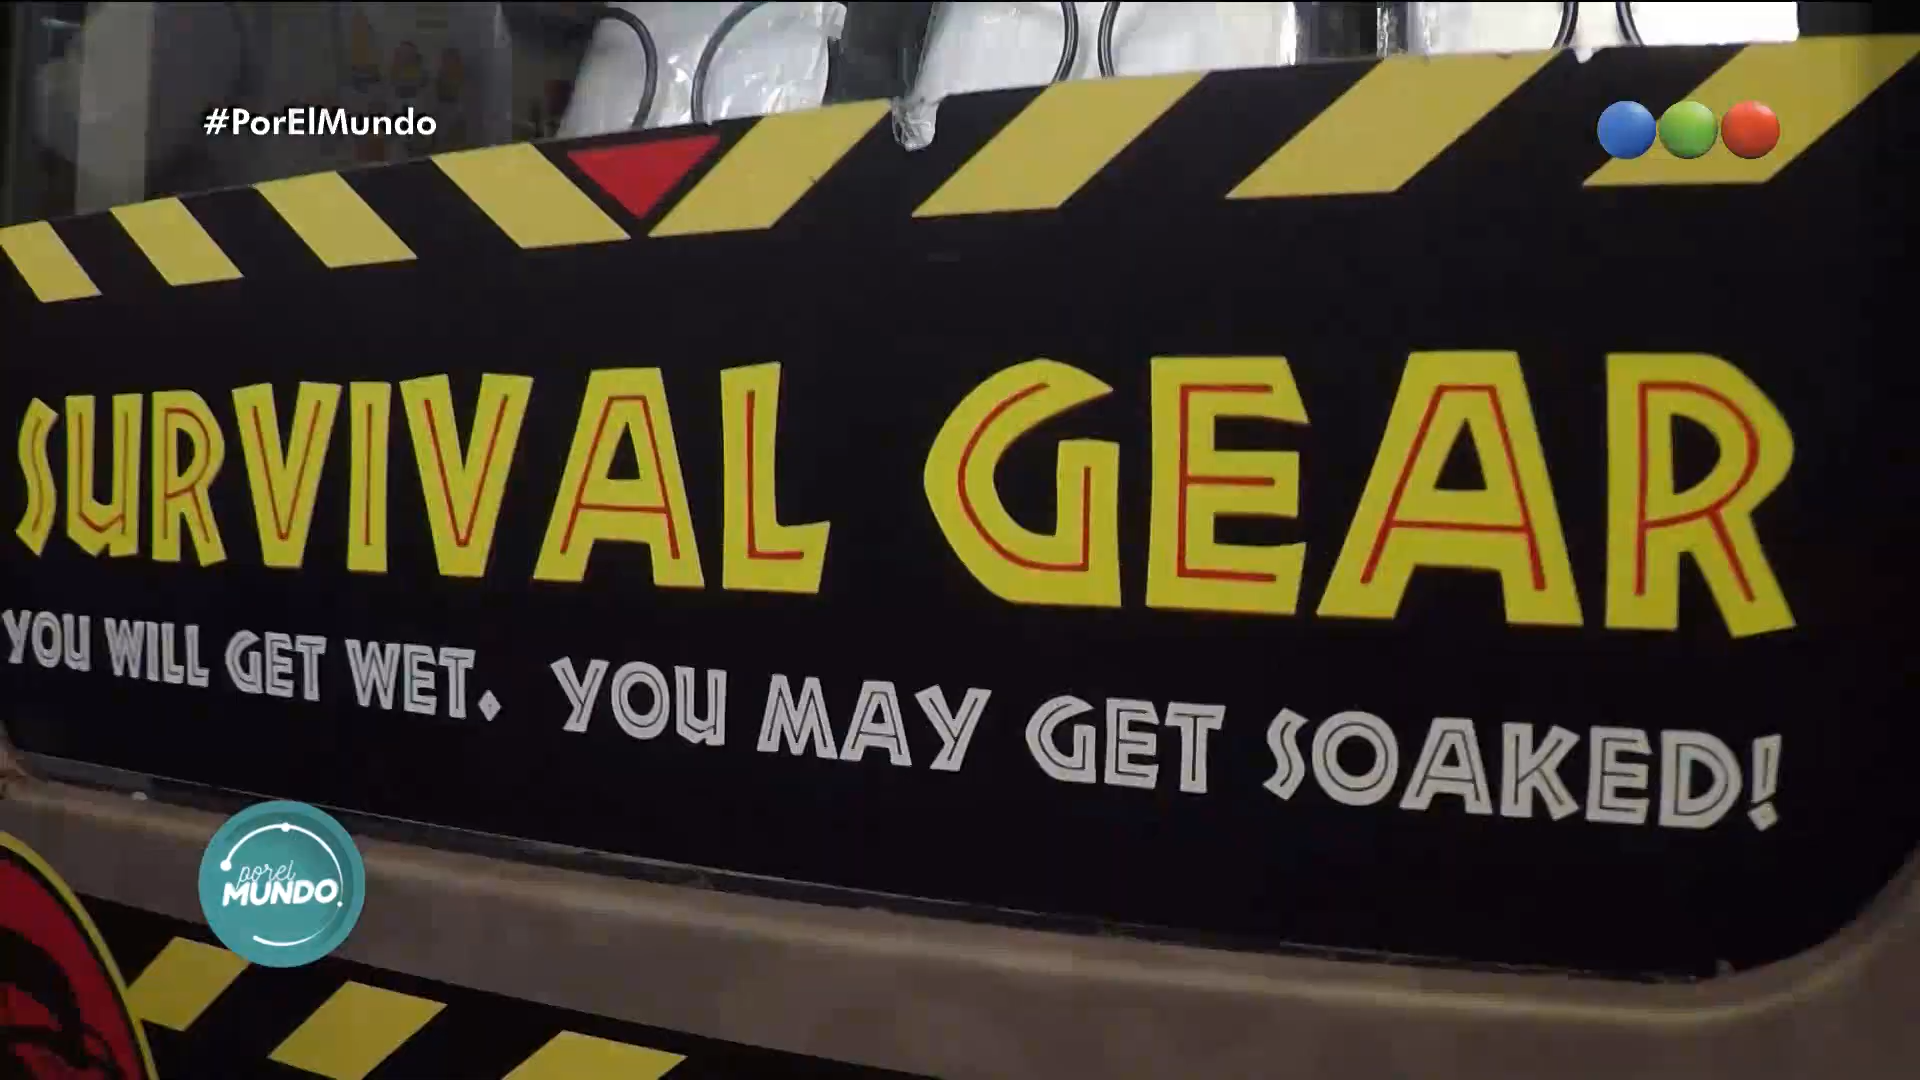 #PorElMundo
SURVIVAL GEAR
YOU WILL GET WET. YOU MAY GET SOAKED!
por el
MUNDO.